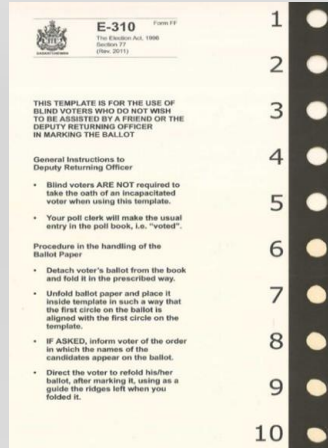 E-310 Form FF
The Election Act, 1996
Section 77
(Rev. 2011)
THIS TEMPLATE IS FOR THE USE OF
BLIND VOTERS WHO DO NOT WISH
TO BE ASSISTED BY A FRIEND OR THE
DEPUTY RETURNING OFFICER
IN MARKING THE BALLOT
General Instructions to
Deputy Returning Officer
• Blind voters ARE NOT required to
take the oath of an incapacitated
voter when using this template.
• Your poll clerk will make the usual
entry in the poll book, i.e. "voted".
Procedure in the handling of the
Ballot Paper
• Detach voter's ballot from the book
and fold it in the prescribed way.
• Unfold ballot paper and place it
inside template in such a way that
the first circle on the ballot is
aligned with the first circle on the
template.
• IF ASKED, inform voter of the order
in which the names of the
candidates appear on the ballot.
• Direct the voter to refold his/her
ballot, after marking it, using as a
guide the ridges left when you
folded it.
1
2
3
4
5
6
7
8
9
10